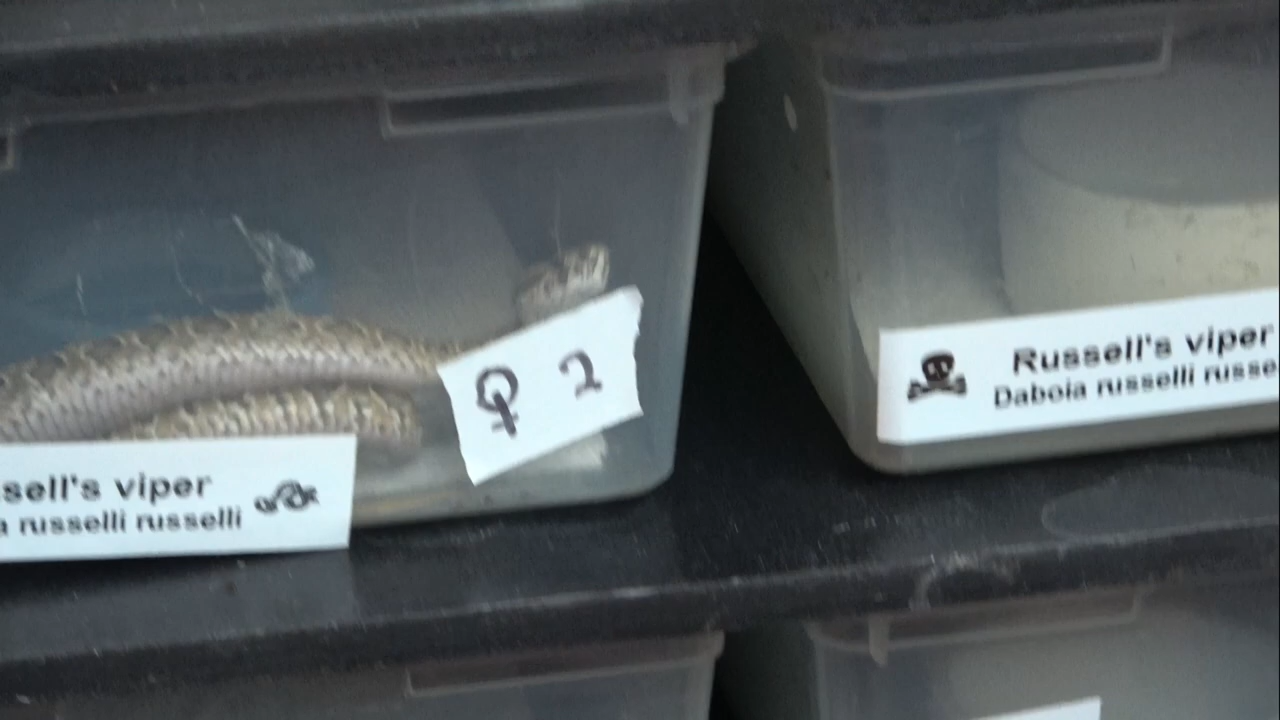 ♀ 2
sell's viper
a russelli russelli
Russell's viper
Daboia russelli russe